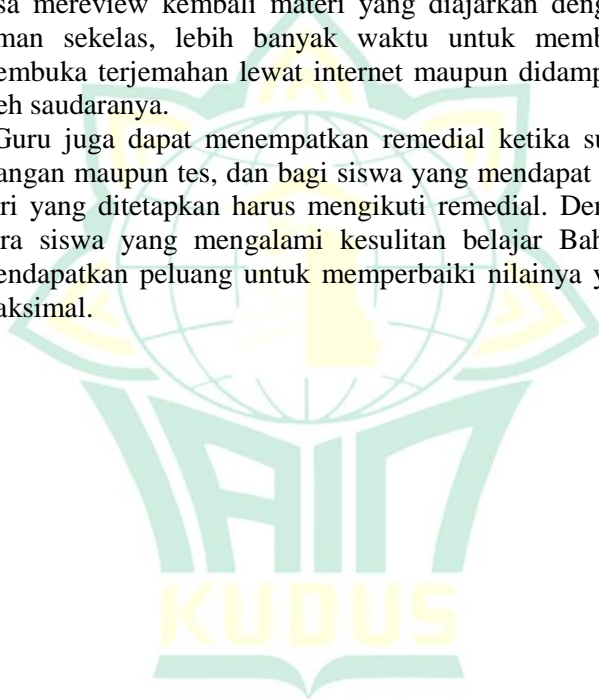 sa mereview kembali materi yang diajarkan deng
man sekelas, lebih banyak waktu untuk memb
embuka terjemahan lewat internet maupun didamp
eh saudaranya.
Guru juga dapat menempatkan remedial ketika su
angan maupun tes, dan bagi siswa yang mendapat
ri yang ditetapkan harus mengikuti remedial. Der
ra siswa yang mengalami kesulitan belajar Bah
endapatkan peluang untuk memperbaiki nilainya y
aksimal.
IAIN
KUDUS